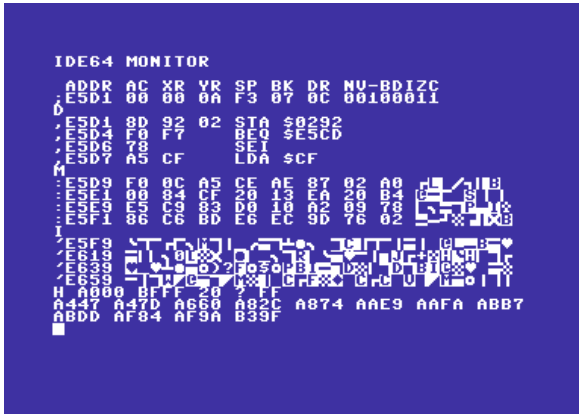 IDE64 MONITOR
ADDR AC XR YR SP BK DR NV-BDIZC
;E5D1 00 00 0A F3 07 0C 00100011
D
,E5D1 8D 92 02 STA $0292
,E5D4 F0 F7 BEQ $E5CD
,E5D6 78 SEI
,E5D7 A5 CF LDA $CF
M
:E5D9 F0 0C A5 CE AE 87 02 A0
:E5E1 00 84 CF 20 13 EA 20 B4
:E5E9 E5 C9 83 D0 10 A2 09 78
:E5F1 86 C6 BD E6 EC 9D 76 02
I
'E5F9
'E619
'E639
'E659
H A000 BFFF 20 ? FF
A447 A47D A660 A82C A874 AAE9 AAFA ABB7
ABDD AF84 AF9A B39F